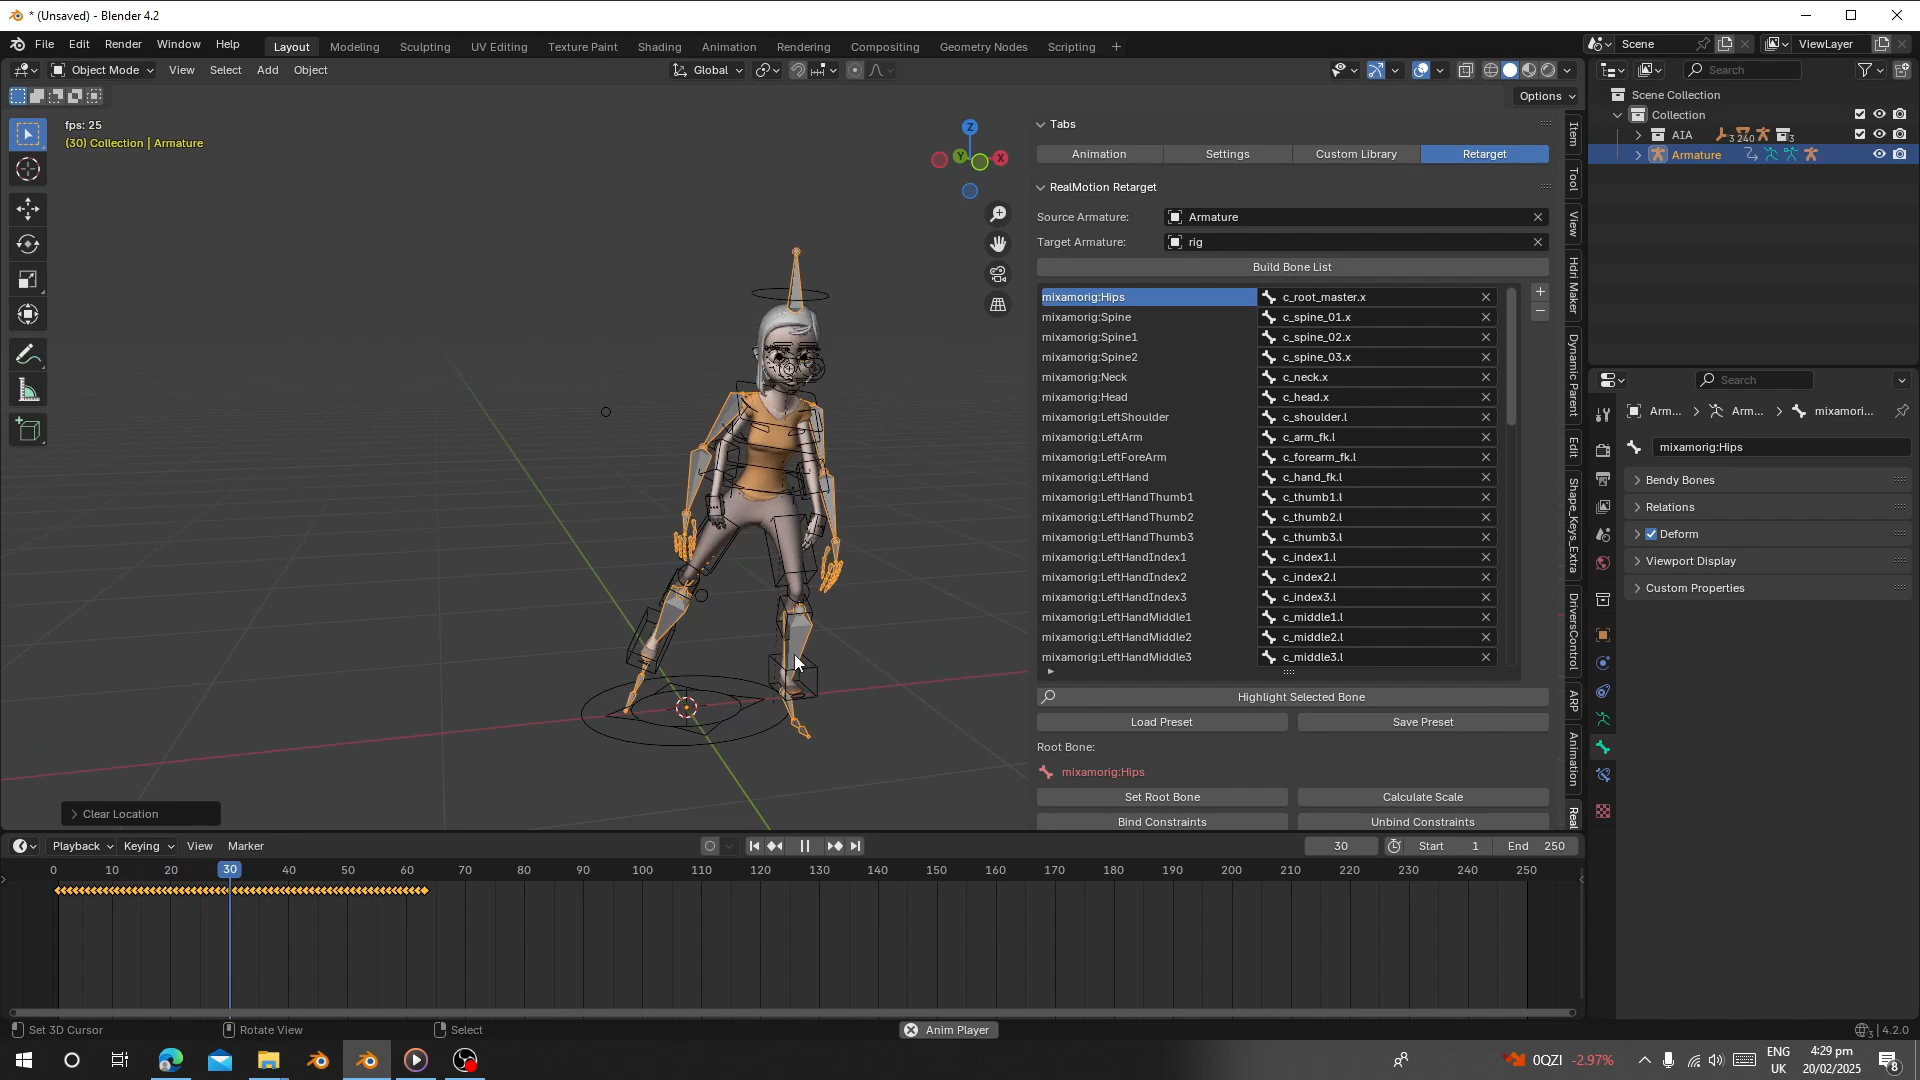 * (Unsaved) - Blender 4.2
File Edit Render Window Help Layout Modeling Sculpting UV Editing Texture Paint Shading Animation Rendering Compositing Geometry Nodes Scripting + Scene ViewLayer
Object Mode View Select Add Object Global Search
Options
Scene Collection
Collection
AIA 3 240 3
Armature
fps: 25
(30) Collection | Armature
Z
Y X
Tabs
Animation Settings Custom Library Retarget
RealMotion Retarget
Source Armature: Armature
Target Armature: rig
Build Bone List
mixamorig:Hips c_root_master.x
mixamorig:Spine c_spine_01.x
mixamorig:Spine1 c_spine_02.x
mixamorig:Spine2 c_spine_03.x
mixamorig:Neck c_neck.x
mixamorig:Head c_head.x
mixamorig:LeftShoulder c_shoulder.l
mixamorig:LeftArm c_arm_fk.l
mixamorig:LeftForeArm c_forearm_fk.l
mixamorig:LeftHand c_hand_fk.l
mixamorig:LeftHandThumb1 c_thumb1.l
mixamorig:LeftHandThumb2 c_thumb2.l
mixamorig:LeftHandThumb3 c_thumb3.l
mixamorig:LeftHandIndex1 c_index1.l
mixamorig:LeftHandIndex2 c_index2.l
mixamorig:LeftHandIndex3 c_index3.l
mixamorig:LeftHandMiddle1 c_middle1.l
mixamorig:LeftHandMiddle2 c_middle2.l
mixamorig:LeftHandMiddle3 c_middle3.l
Highlight Selected Bone
Load Preset Save Preset
Root Bone:
mixamorig:Hips
Set Root Bone Calculate Scale
Bind Constraints Unbind Constraints
Item
Tool
View
Hdri Maker
Dynamic Parent
Edit
Shape_Keys_Extra
DriversControl
ARP
Animation
Real
Search
Arm... Arm... mixamori...
mixamorig:Hips
Bendy Bones
Relations
Deform
Viewport Display
Custom Properties
Clear Location
Playback Keying View Marker 30 Start 1 End 250
0 10 20 30 40 50 60 70 80 90 100 110 120 130 140 150 160 170 180 190 200 210 220 230 240 250
Set 3D Cursor Rotate View Select Anim Player 4.2.0
0QZI -2.97% ENG UK 4:29 pm 20/02/2025 8